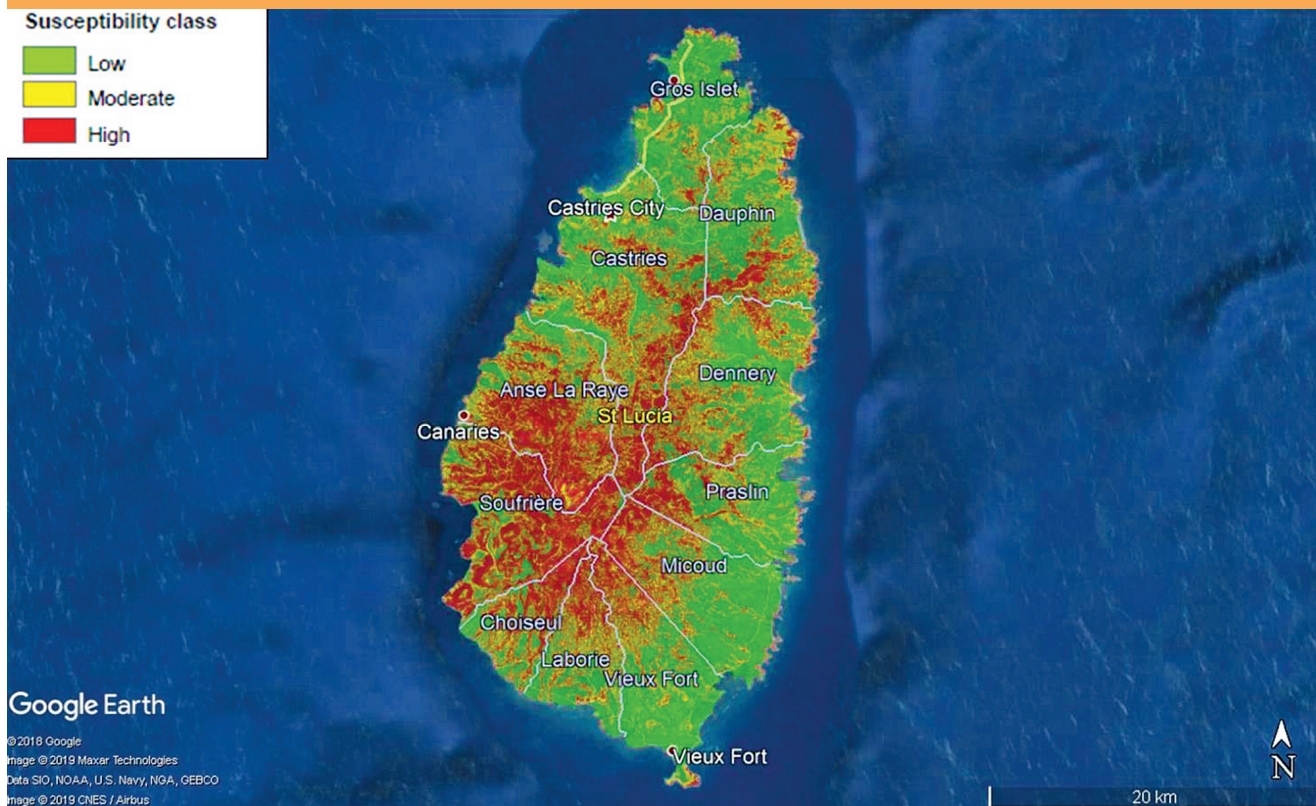 Susceptibility class
Low
Moderate
High
Gros Islet
Castries City
Dauphin
Castries
Dennery
Anse La Raye
St Lucia
Canaries
Praslin
Soufrière
Micoud
Choiseul
Laborie
Vieux Fort
Vieux Fort
Google Earth
© 2018 Google
Image © 2019 Maxar Technologies
Data SIO, NOAA, U.S. Navy, NGA, GEBCO
Image © 2019 CNES / Airbus
N
20 km